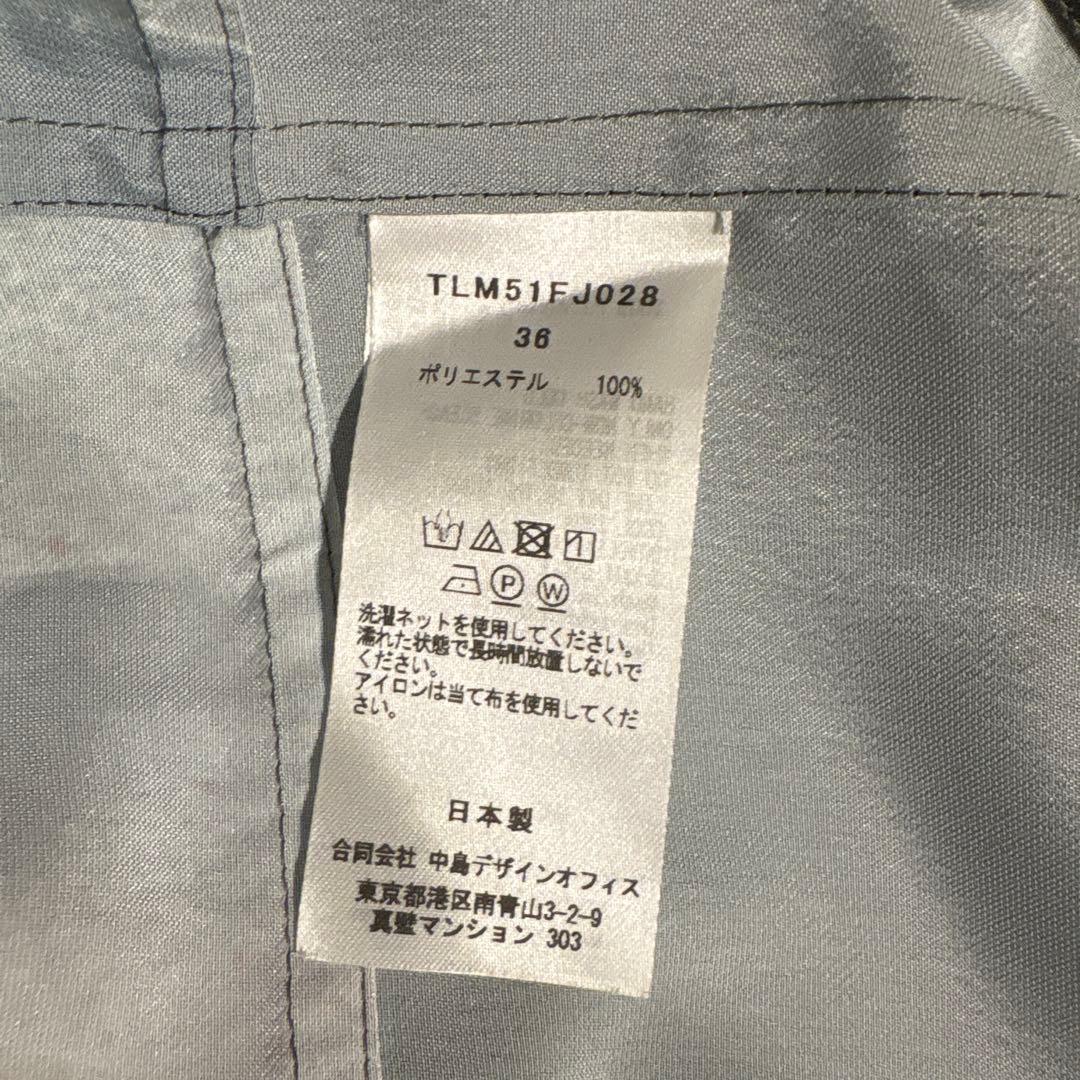 TLM51FJ028
36
ポリエステル 100%
P W
洗濯ネットを使用してください。
濡れた状態で長時間放置しないで
ください。
アイロンは当て布を使用してくだ
さい。
日本製
合同会社 中島デザインオフィス
東京都港区南青山3-2-9
真壁マンション 303